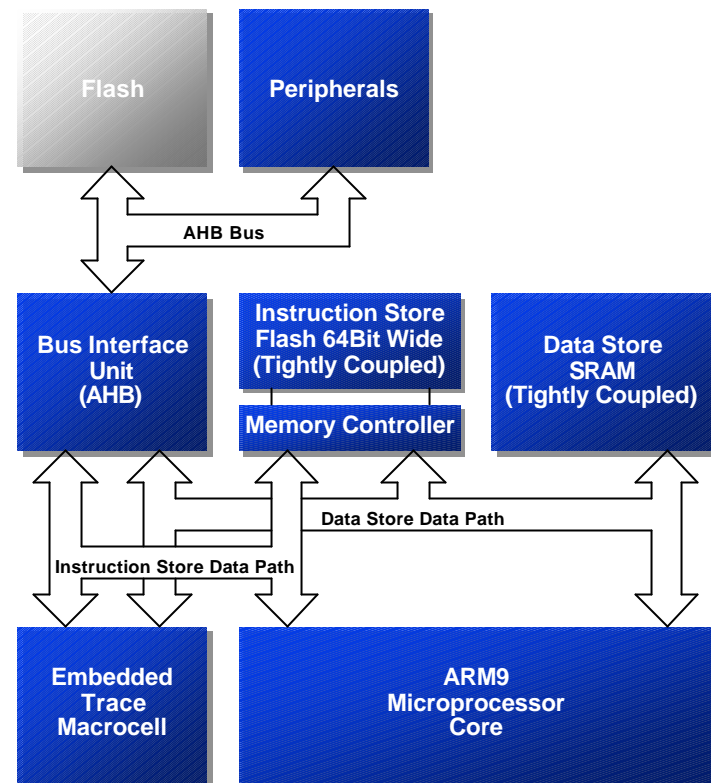 Flash
Peripherals
AHB Bus
Bus Interface
Unit
(AHB)
Instruction Store
Flash 64Bit Wide
(Tightly Coupled)
Memory Controller
Data Store
SRAM
(Tightly Coupled)
Data Store Data Path
Instruction Store Data Path
Embedded
Trace
Macrocell
ARM9
Microprocessor
Core